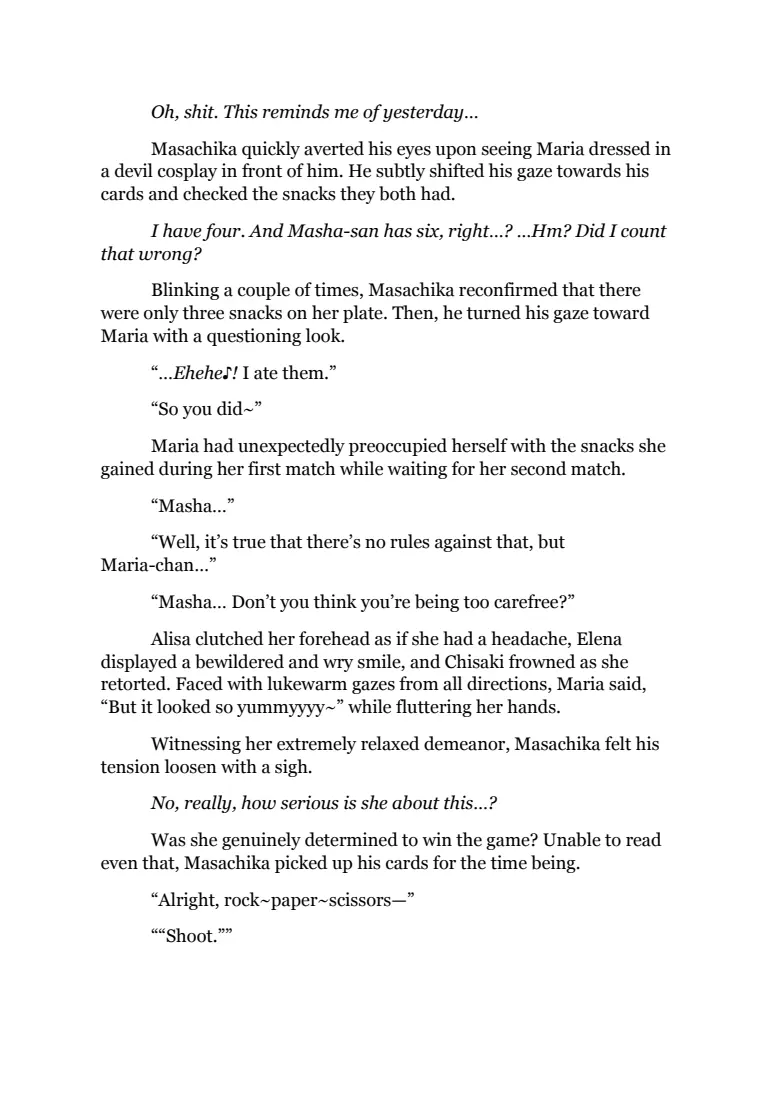 Oh, shit. This reminds me of yesterday…
Masachika quickly averted his eyes upon seeing Maria dressed in
a devil cosplay in front of him. He subtly shifted his gaze towards his
cards and checked the snacks they both had.
I have four. And Masha-san has six, right…? …Hm? Did I count
that wrong?
Blinking a couple of times, Masachika reconfirmed that there
were only three snacks on her plate. Then, he turned his gaze toward
Maria with a questioning look.
“…Ehehe♪! I ate them.”
“So you did~”
Maria had unexpectedly preoccupied herself with the snacks she
gained during her first match while waiting for her second match.
“Masha…”
“Well, it’s true that there’s no rules against that, but
Maria-chan…”
“Masha… Don’t you think you’re being too carefree?”
Alisa clutched her forehead as if she had a headache, Elena
displayed a bewildered and wry smile, and Chisaki frowned as she
retorted. Faced with lukewarm gazes from all directions, Maria said,
“But it looked so yummyyyy~” while fluttering her hands.
Witnessing her extremely relaxed demeanor, Masachika felt his
tension loosen with a sigh.
No, really, how serious is she about this…?
Was she genuinely determined to win the game? Unable to read
even that, Masachika picked up his cards for the time being.
“Alright, rock~paper~scissors—”
““Shoot.””